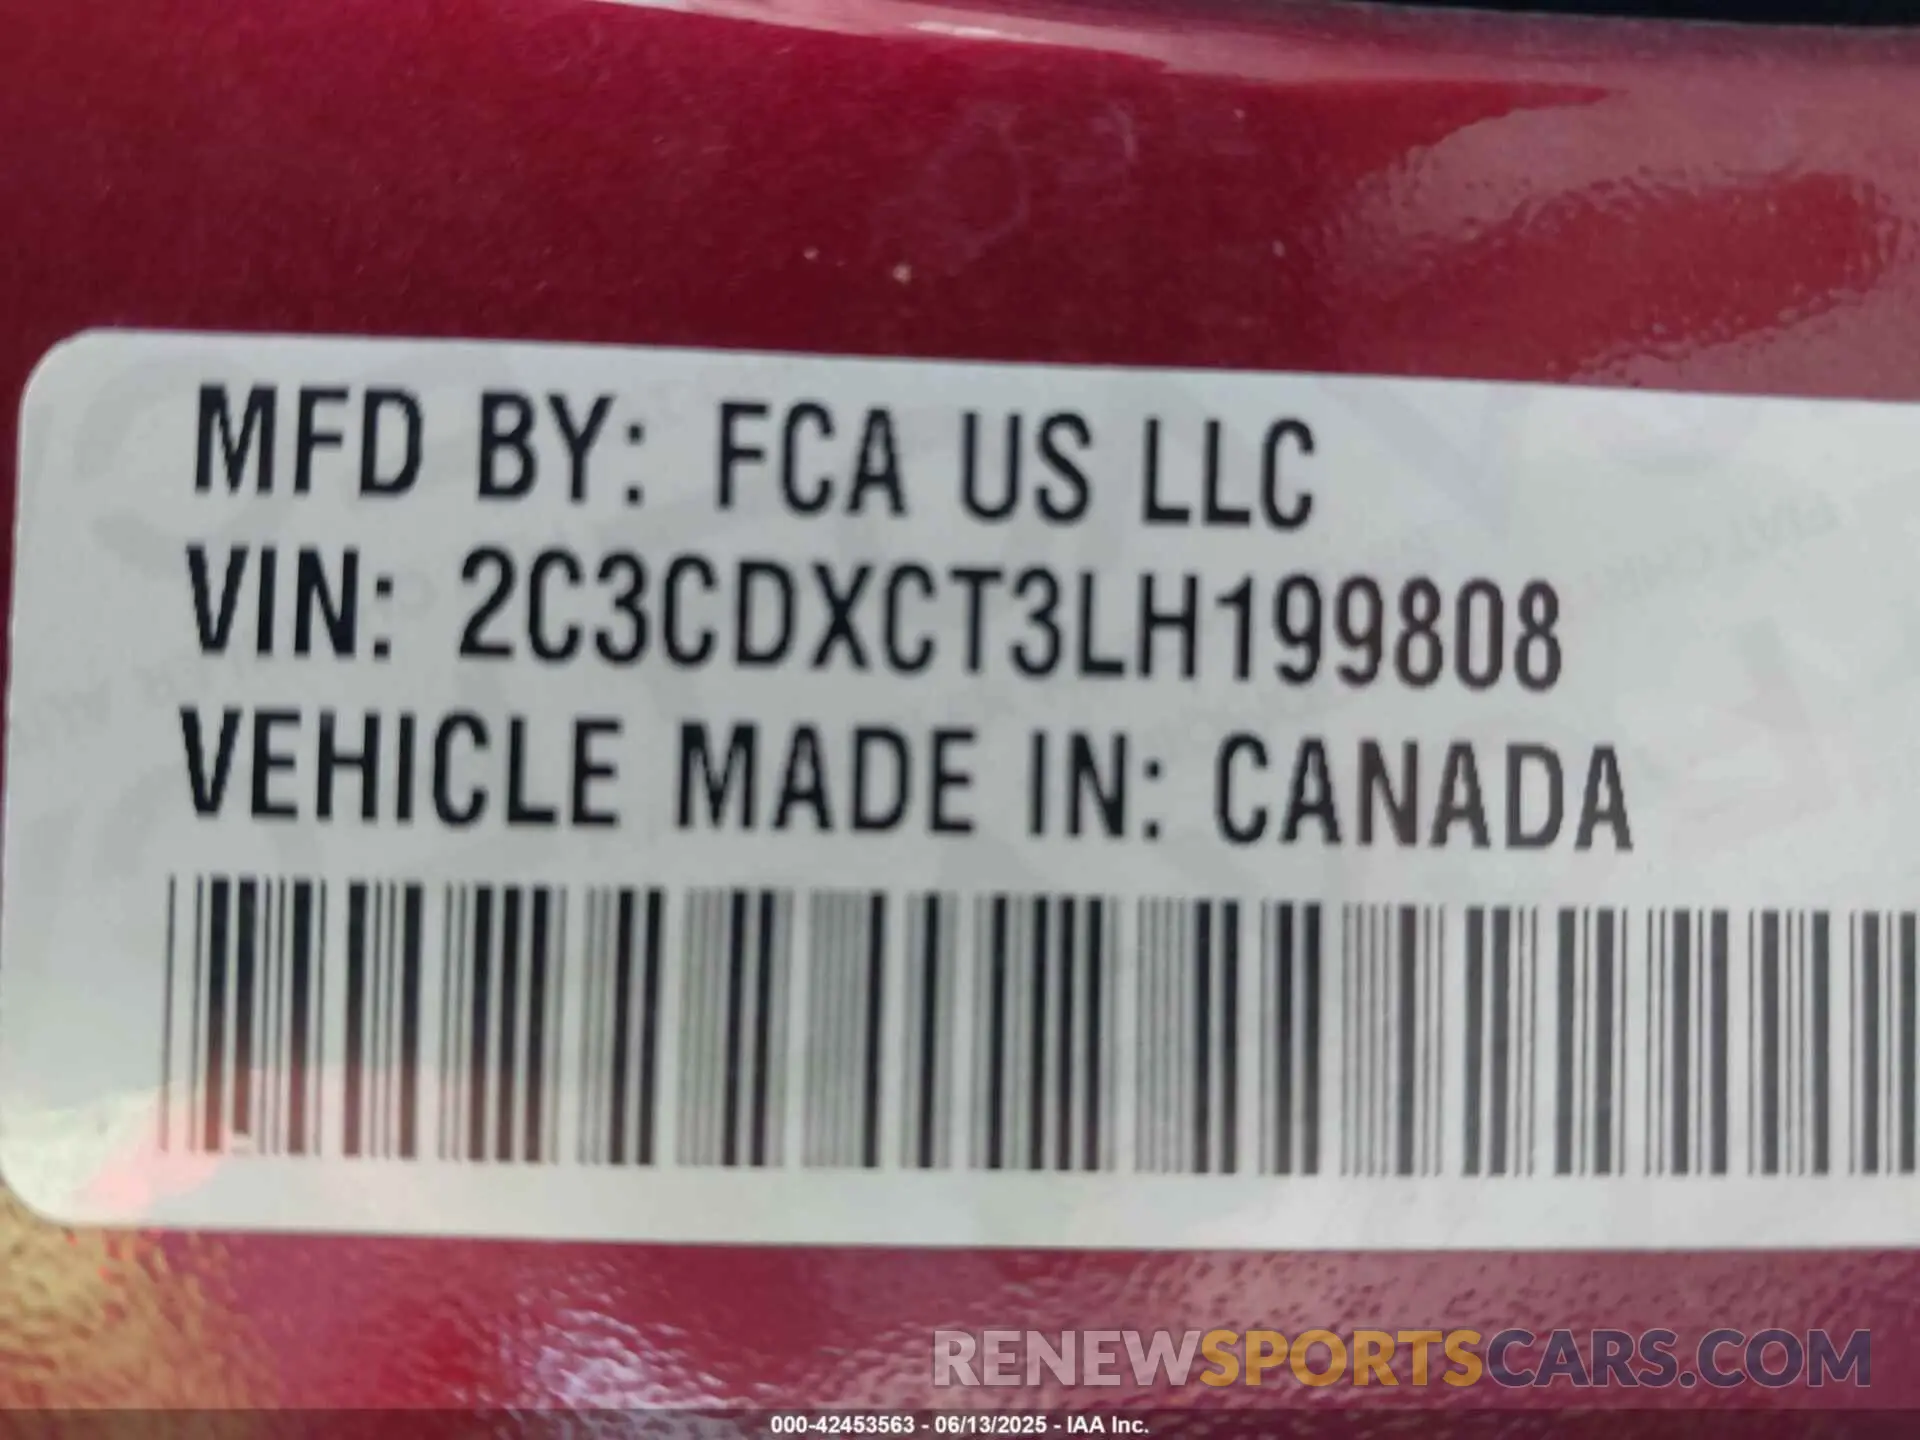 MFD BY: FCA US LLC
VIN: 2C3CDXCT3LH199808
VEHICLE MADE IN: CANADA
RENEWSPORTSCARS.COM
000-42453563 - 06/13/2025 - IAA Inc.